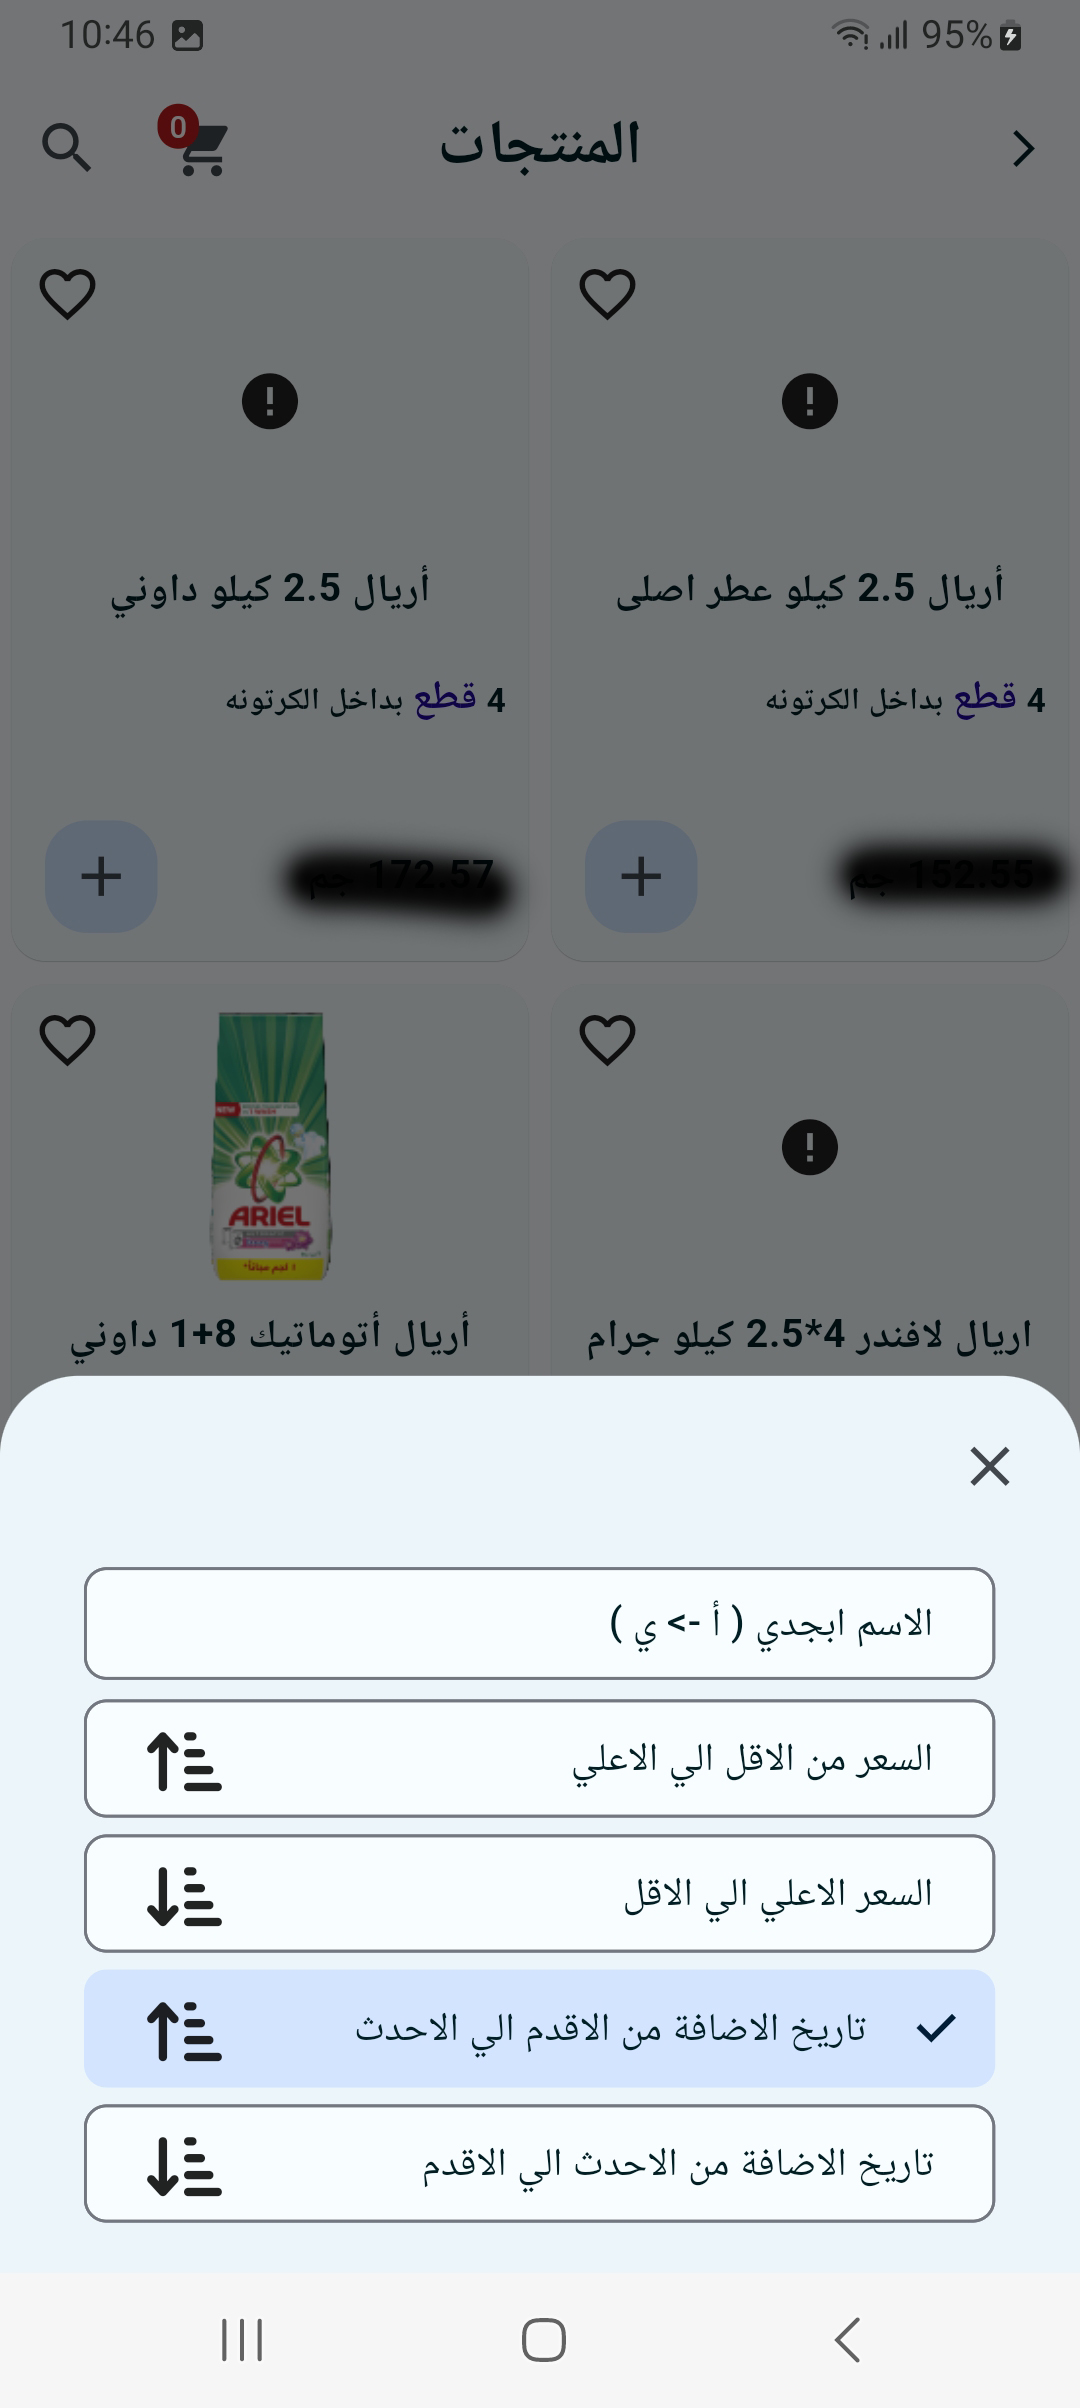 10:46
95%
المنتجات
0
أريال 2.5 كيلو عطر اصلى
4 قطع بداخل الكرتونه
152.55 جم
أريال 2.5 كيلو داوني
4 قطع بداخل الكرتونه
172.57 جم
اريال لافندر 4*2.5 كيلو جرام
ARIEL
أريال أتوماتيك 8+1 داوني
الاسم ابجدي ( أ -> ي )
السعر من الاقل الي الاعلي
السعر الاعلي الي الاقل
تاريخ الاضافة من الاقدم الي الاحدث
تاريخ الاضافة من الاحدث الي الاقدم